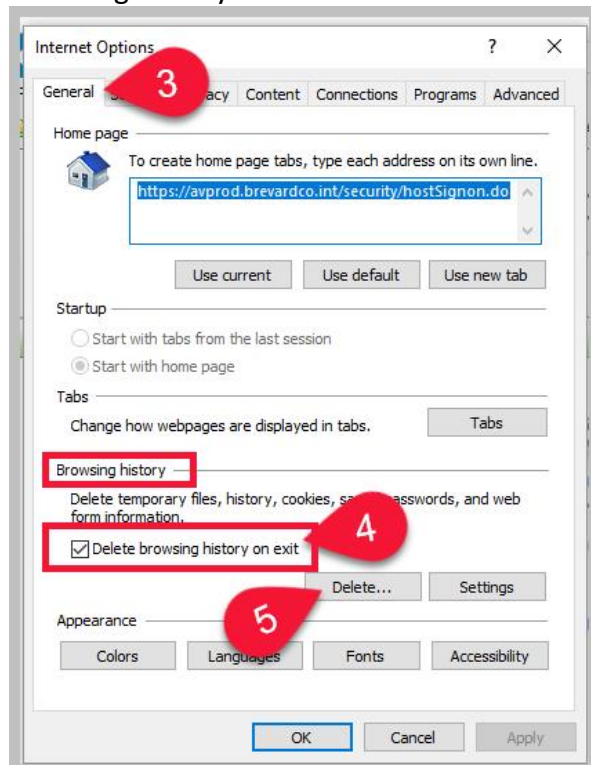 Internet Options ? ×
General 3 acy Content Connections Programs Advanced
Home page
To create home page tabs, type each address on its own line.
https://avprod.brevardco.int/security/hostSignon.do
Use current Use default Use new tab
Startup
Start with tabs from the last session
Start with home page
Tabs
Change how webpages are displayed in tabs. Tabs
Browsing history
Delete temporary files, history, cookies, saved passwords, and web
form information.
4
Delete browsing history on exit
Delete... Settings
5
Appearance
Colors Languages Fonts Accessibility
OK Cancel Apply